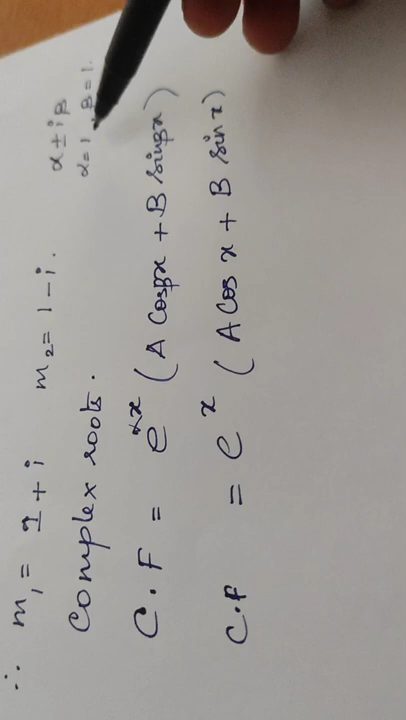 ∴ m₁ = 1 + i m₂ = 1 - i.
α ± iβ
complex roots. α = 1, β = 1.
C.F = e^αx (A cosβx + B sinβx)
C.F = e^x (A cos x + B sin x)